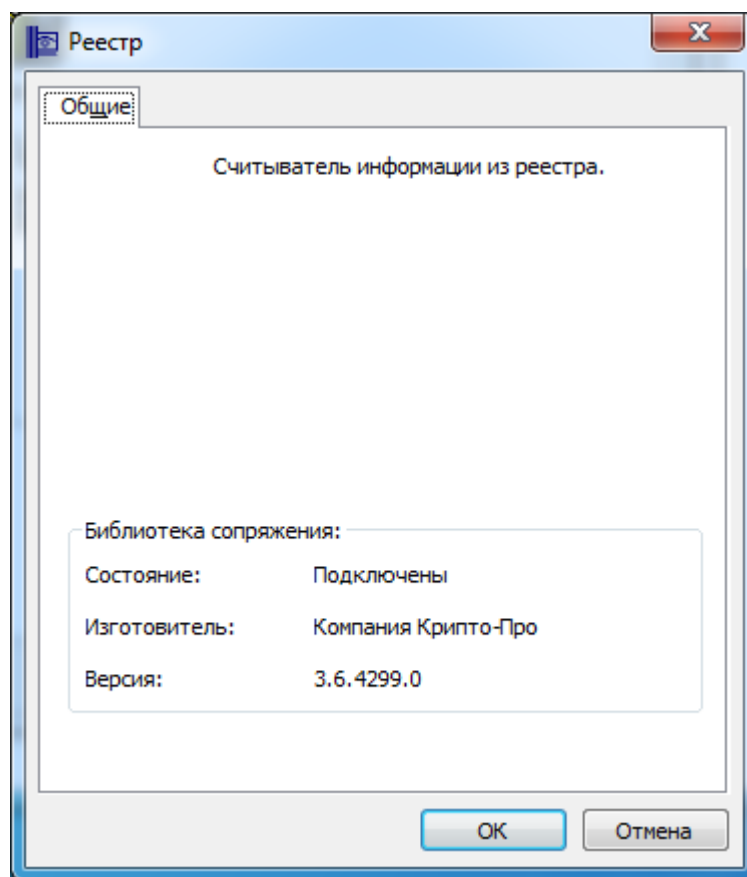 Реестр
Общие
Считыватель информации из реестра.
Библиотека сопряжения:
Состояние: Подключены
Изготовитель: Компания Крипто-Про
Версия: 3.6.4299.0
ОК Отмена